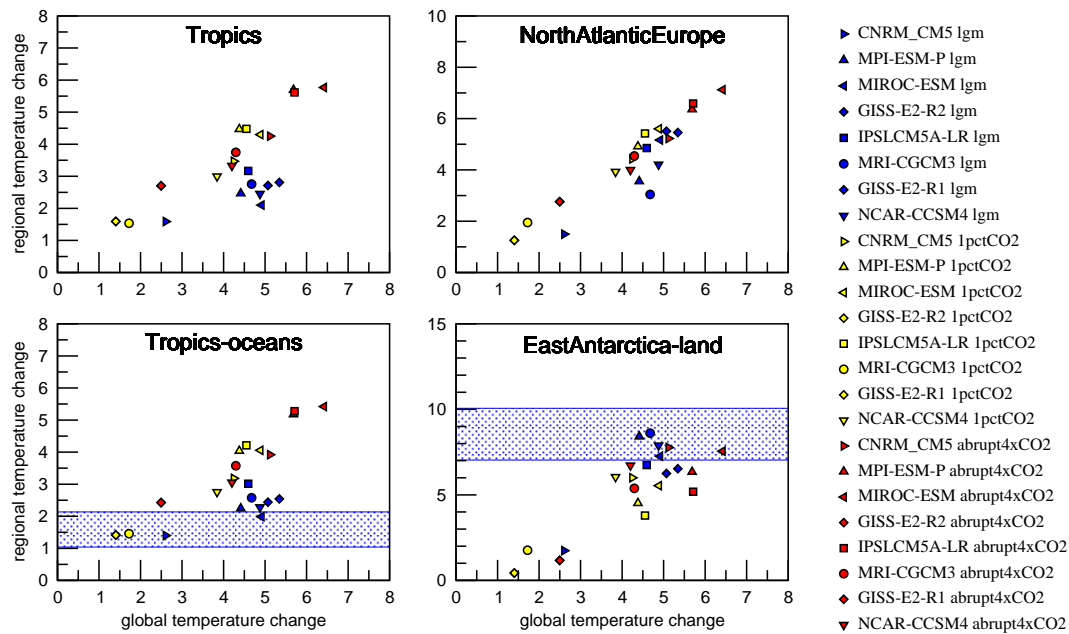 Tropics
8
7
6
5
4
3
2
1
0
regional temperature change
0 1 2 3 4 5 6 7 8
NorthAtlanticEurope
10
8
6
4
2
0
0 1 2 3 4 5 6 7 8
Tropics-oceans
8
7
6
5
4
3
2
1
0
regional temperature change
0 1 2 3 4 5 6 7 8
global temperature change
EastAntarctica-land
15
10
5
0
0 1 2 3 4 5 6 7 8
global temperature change
CNRM_CM5 lgm
MPI-ESM-P lgm
MIROC-ESM lgm
GISS-E2-R2 lgm
IPSLCM5A-LR lgm
MRI-CGCM3 lgm
GISS-E2-R1 lgm
NCAR-CCSM4 lgm
CNRM_CM5 1pctCO2
MPI-ESM-P 1pctCO2
MIROC-ESM 1pctCO2
GISS-E2-R2 1pctCO2
IPSLCM5A-LR 1pctCO2
MRI-CGCM3 1pctCO2
GISS-E2-R1 1pctCO2
NCAR-CCSM4 1pctCO2
CNRM_CM5 abrupt4xCO2
MPI-ESM-P abrupt4xCO2
MIROC-ESM abrupt4xCO2
GISS-E2-R2 abrupt4xCO2
IPSLCM5A-LR abrupt4xCO2
MRI-CGCM3 abrupt4xCO2
GISS-E2-R1 abrupt4xCO2
NCAR-CCSM4 abrupt4xCO2